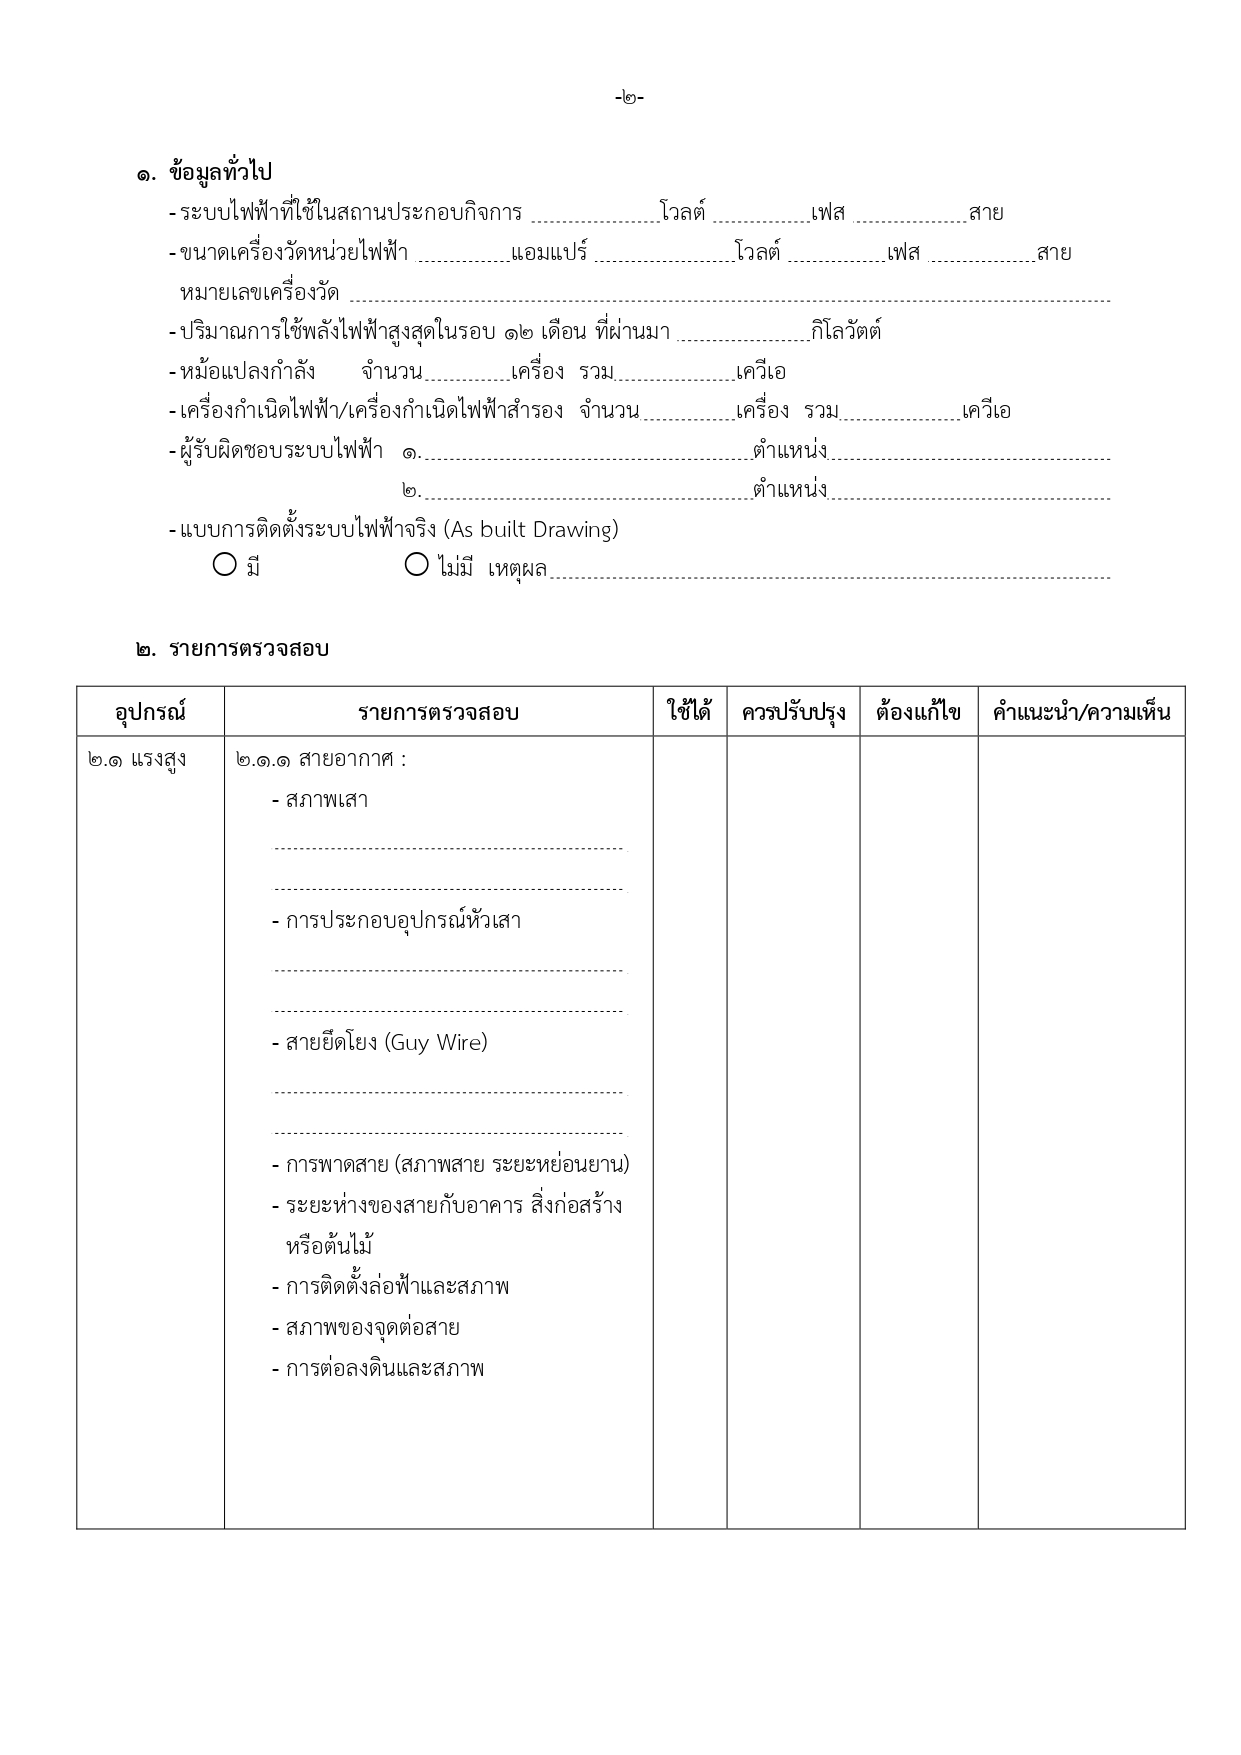 -๒-
๑. ข้อมูลทั่วไป
- ระบบไฟฟ้าที่ใช้ในสถานประกอบกิจการ ....................โวลต์ ....................เฟส ....................สาย
- ขนาดเครื่องวัดหน่วยไฟฟ้า ....................แอมแปร์ ....................โวลต์ ....................เฟส ....................สาย
หมายเลขเครื่องวัด ....................
- ปริมาณการใช้พลังไฟฟ้าสูงสุดในรอบ ๑๒ เดือน ที่ผ่านมา ....................กิโลวัตต์
- หม้อแปลงกำลัง จำนวน....................เครื่อง รวม....................เควีเอ
- เครื่องกำเนิดไฟฟ้า/เครื่องกำเนิดไฟฟ้าสำรอง จำนวน....................เครื่อง รวม....................เควีเอ
- ผู้รับผิดชอบระบบไฟฟ้า ๑.....................ตำแหน่ง....................
๒.....................ตำแหน่ง....................
- แบบการติดตั้งระบบไฟฟ้าจริง (As built Drawing)
○ มี ○ ไม่มี เหตุผล....................
๒. รายการตรวจสอบ
อุปกรณ์ รายการตรวจสอบ ใช้ได้ ควรปรับปรุง ต้องแก้ไข คำแนะนำ/ความเห็น
๒.๑ แรงสูง ๒.๑.๑ สายอากาศ :
- สภาพเสา
....................
....................
- การประกอบอุปกรณ์หัวเสา
....................
....................
- สายยึดโยง (Guy Wire)
....................
....................
- การพาดสาย (สภาพสาย ระยะหย่อนยาน)
- ระยะห่างของสายกับอาคาร สิ่งก่อสร้าง
หรือต้นไม้
- การติดตั้งล่อฟ้าและสภาพ
- สภาพของจุดต่อสาย
- การต่อลงดินและสภาพ